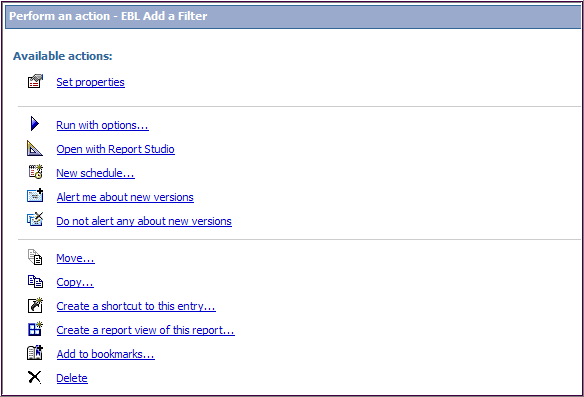 Perform an action - EBL Add a Filter
Available actions:
Set properties
Run with options...
Open with Report Studio
New schedule...
Alert me about new versions
Do not alert any about new versions
Move...
Copy...
Create a shortcut to this entry...
Create a report view of this report...
Add to bookmarks...
Delete